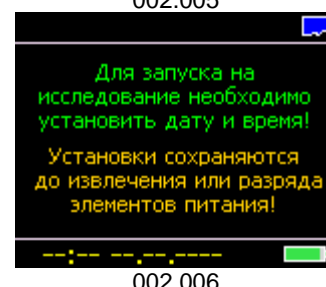 002.005
Для запуска на
исследование необходимо
установить дату и время!
Установки сохраняются
до извлечения или разряда
элементов питания!
--:-- --.--.----
002.006